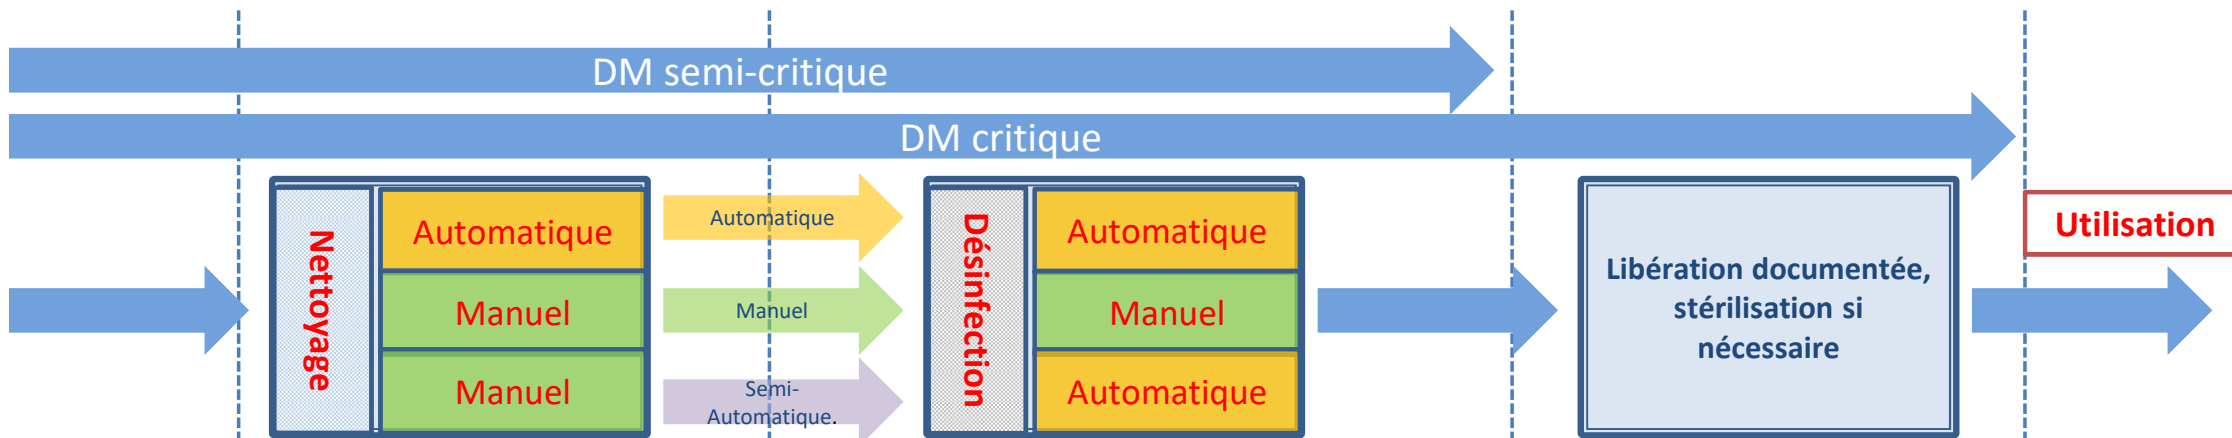 DM semi-critique
DM critique
Nettoyage
Automatique
Manuel
Manuel
Automatique
Manuel
Semi-
Automatique.
Désinfection
Automatique
Manuel
Automatique
Libération documentée,
stérilisation si
nécessaire
Utilisation